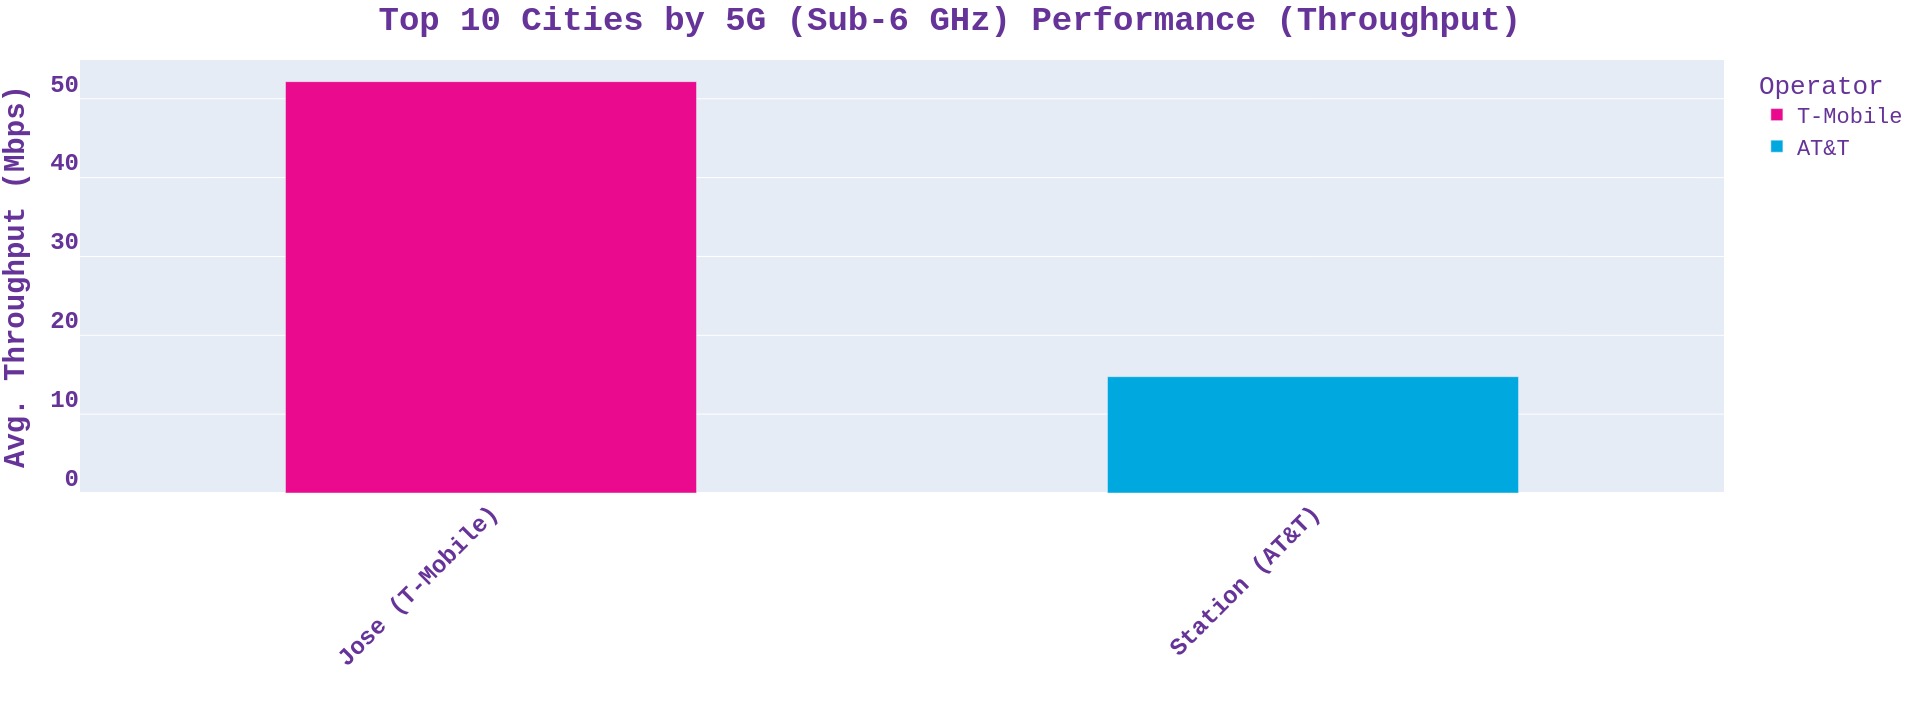 Top 10 Cities by 5G (Sub-6 GHz) Performance (Throughput)
Avg. Throughput (Mbps)
50
40
30
20
10
0
Jose (T-Mobile)
Station (AT&T)
Operator
T-Mobile
AT&T